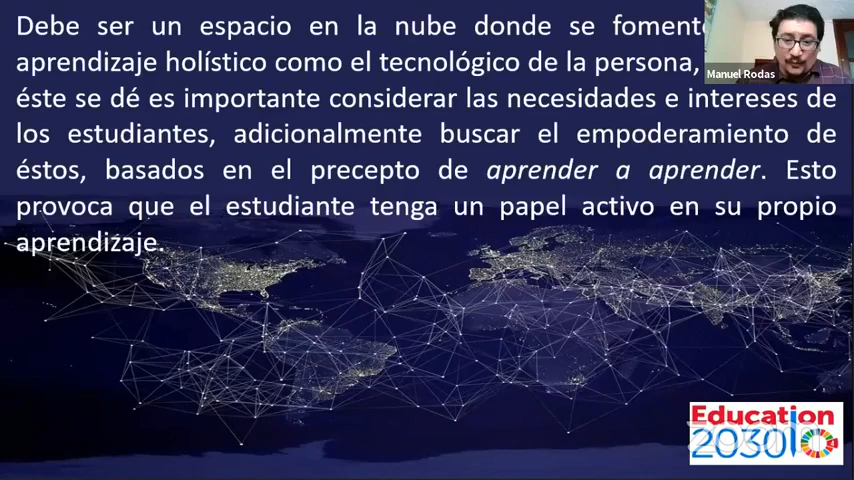 Debe ser un espacio en la nube donde se foment
aprendizaje holístico como el tecnológico de la persona,
éste se dé es importante considerar las necesidades e intereses de
los estudiantes, adicionalmente buscar el empoderamiento de
éstos, basados en el precepto de aprender a aprender. Esto
provoca que el estudiante tenga un papel activo en su propio
aprendizaje.
Manuel Rodas
Education
2030
zoom